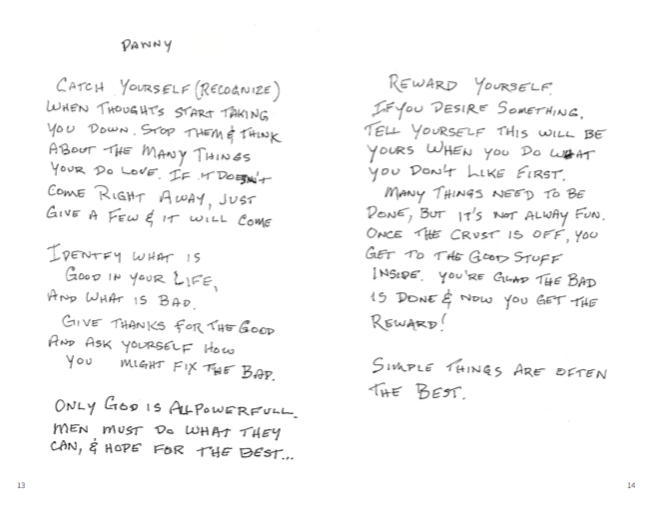 DANNY
CATCH YOURSELF (RECOGNIZE)
WHEN THOUGHTS START TAKING
YOU DOWN. STOP THEM & THINK
ABOUT THE MANY THINGS
YOUR DO LOVE. IF IT DOESN'T
COME RIGHT AWAY, JUST
GIVE A FEW & IT WILL COME
IDENTFY WHAT IS
GOOD IN YOUR LIFE,
AND WHAT IS BAD.
GIVE THANKS FOR THE GOOD
AND ASK YOURSELF HOW
YOU MIGHT FIX THE BAD.
ONLY GOD IS ALLPOWERFULL.
MEN MUST DO WHAT THEY
CAN, & HOPE FOR THE BEST...
13
REWARD YOURSELF.
IF YOU DESIRE SOMETHING,
TELL YOURSELF THIS WILL BE
YOURS WHEN YOU DO WHAT
YOU DON'T LIKE FIRST.
MANY THINGS NEED TO BE
DONE, BUT IT'S NOT ALWAY FUN.
ONCE THE CRUST IS OFF, YOU
GET TO THE GOOD STUFF
INSIDE. YOU'RE GLAD THE BAD
IS DONE & NOW YOU GET THE
REWARD!
SIMPLE THINGS ARE OFTEN
THE BEST.
14